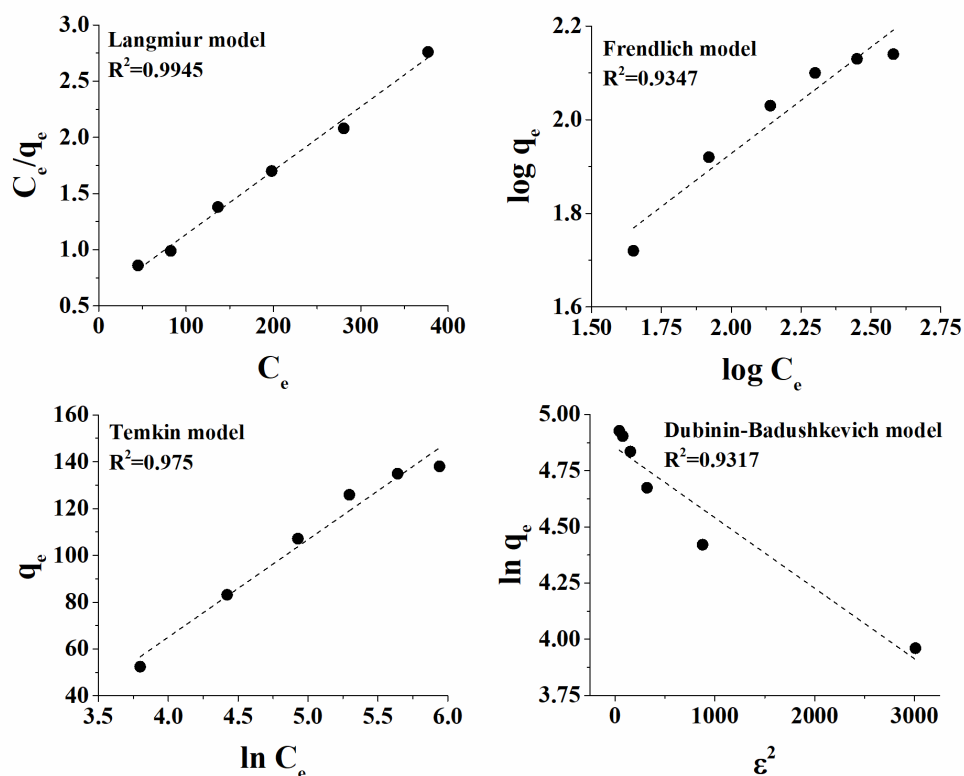 Langmiur model
R²=0.9945
Cₑ/qₑ
3.0
2.5
2.0
1.5
1.0
0.5
0
100
200
300
400
Cₑ
Frendlich model
R²=0.9347
log qₑ
2.2
2.0
1.8
1.6
1.50
1.75
2.00
2.25
2.50
2.75
log Cₑ
Temkin model
R²=0.975
qₑ
160
140
120
100
80
60
40
3.5
4.0
4.5
5.0
5.5
6.0
ln Cₑ
Dubinin-Badushkevich model
R²=0.9317
ln qₑ
5.00
4.75
4.50
4.25
4.00
3.75
0
1000
2000
3000
ε²